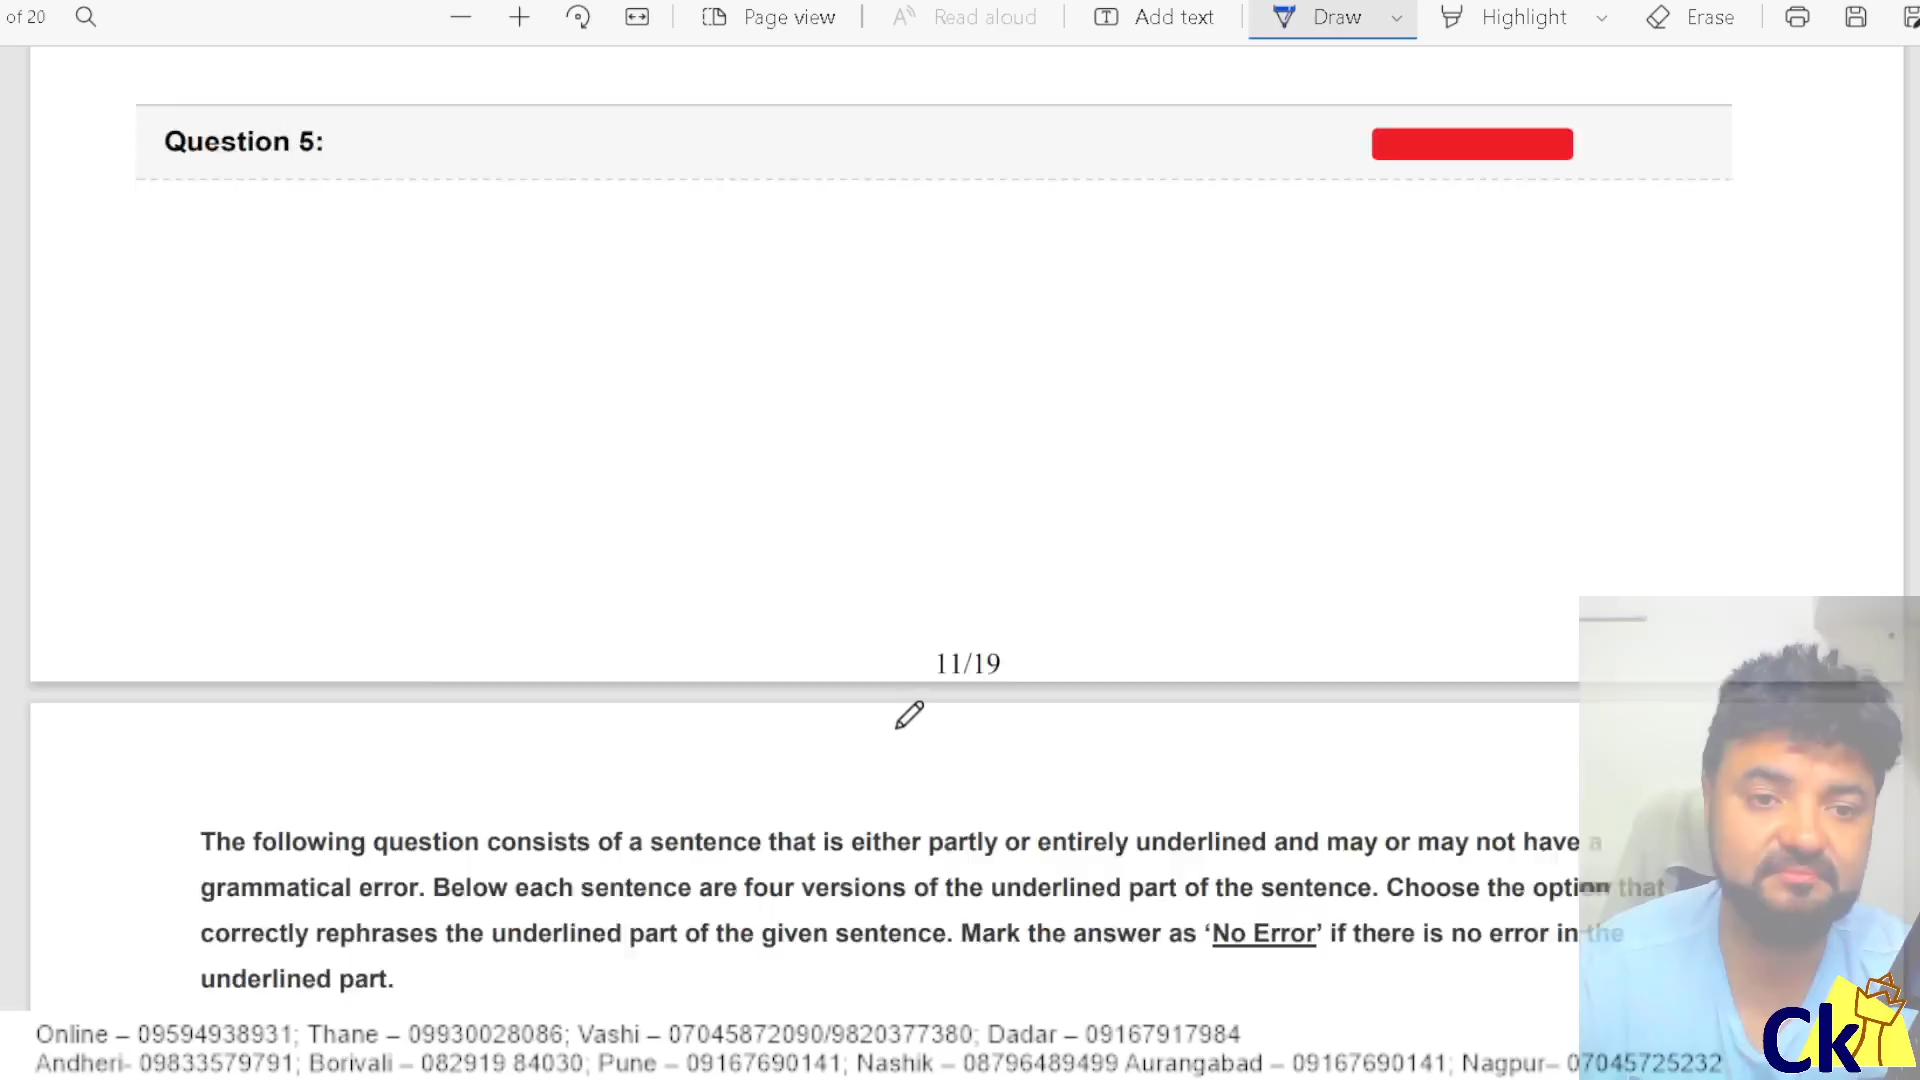 of 20
Page view
Read aloud
Add text
Draw
Highlight
Erase
Question 5:
11/19
The following question consists of a sentence that is either partly or entirely underlined and may or may not have a
grammatical error. Below each sentence are four versions of the underlined part of the sentence. Choose the option that
correctly rephrases the underlined part of the given sentence. Mark the answer as ‘No Error’ if there is no error in the
underlined part.
Online – 09594938931; Thane – 09930028086; Vashi – 07045872090/9820377380; Dadar – 09167917984
Andheri- 09833579791; Borivali – 082919 84030; Pune – 09167690141; Nashik – 08796489499 Aurangabad – 09167690141; Nagpur– 07045725232
Ck